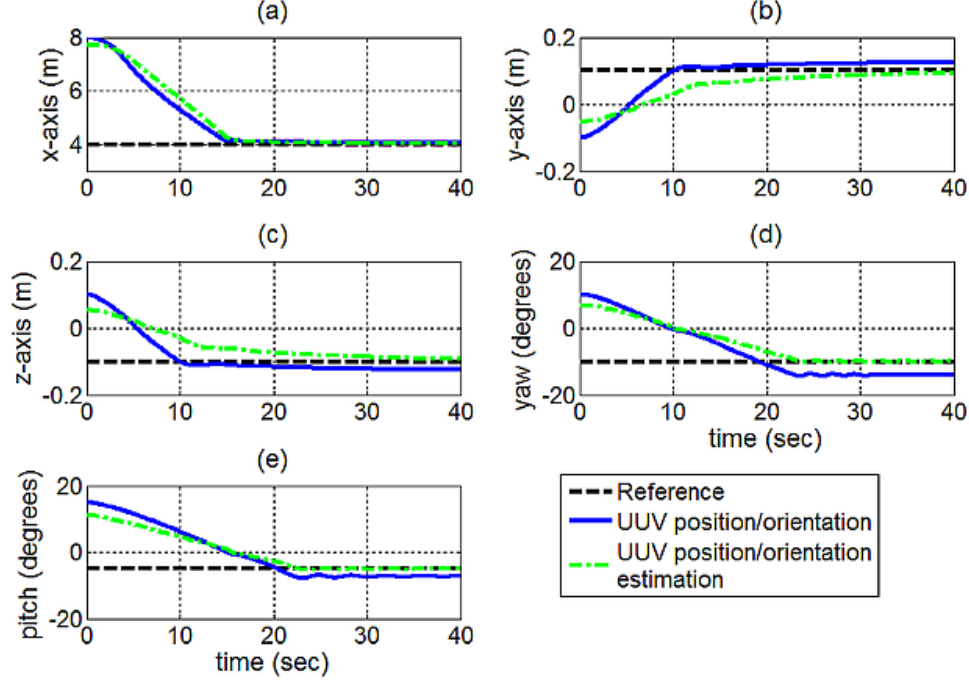 (a)
x-axis (m)
8
6
4
0 10 20 30 40
(b)
y-axis (m)
0.2
0
-0.2
0 10 20 30 40
(c)
z-axis (m)
0.2
0
-0.2
0 10 20 30 40
(d)
yaw (degrees)
20
0
-20
0 10 20 30 40
time (sec)
(e)
pitch (degrees)
20
0
-20
0 10 20 30 40
time (sec)
Reference
UUV position/orientation
UUV position/orientation
estimation